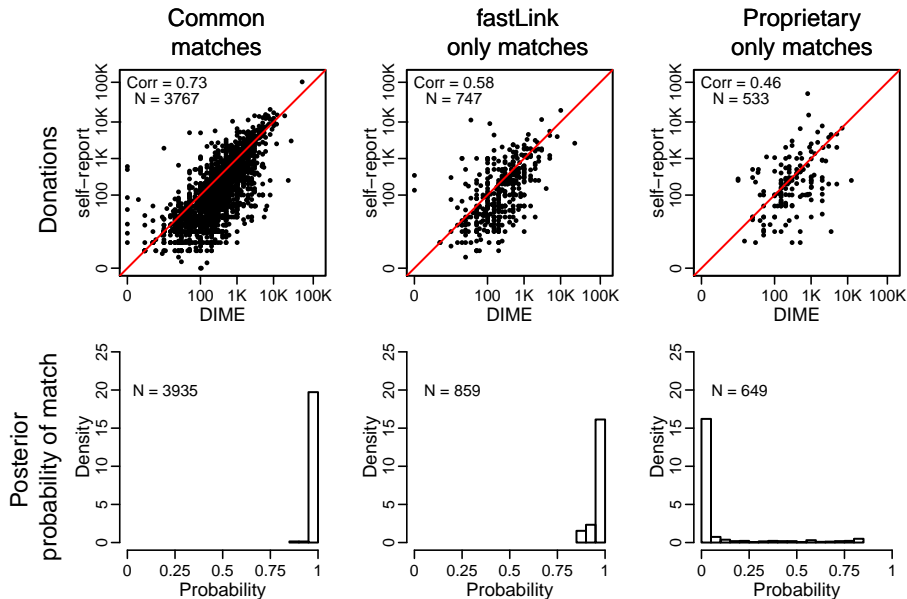 Common
matches
fastLink
only matches
Proprietary
only matches
Donations
self−report
0 100 1K 10K 100K
Corr = 0.73
N = 3767
0 100 1K 10K 100K
DIME
self−report
0 100 1K 10K 100K
Corr = 0.58
N = 747
0 100 1K 10K 100K
DIME
self−report
0 100 1K 10K 100K
Corr = 0.46
N = 533
0 100 1K 10K 100K
DIME
Posterior
probability of match
Density
0 5 10 15 20 25
N = 3935
0 0.25 0.5 0.75 1
Probability
Density
0 5 10 15 20 25
N = 859
0 0.25 0.5 0.75 1
Probability
Density
0 5 10 15 20 25
N = 649
0 0.25 0.5 0.75 1
Probability